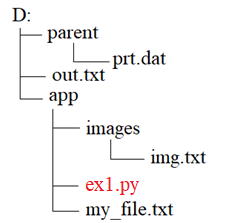 D:
parent
prt.dat
out.txt
app
images
img.txt
ex1.py
my_file.txt